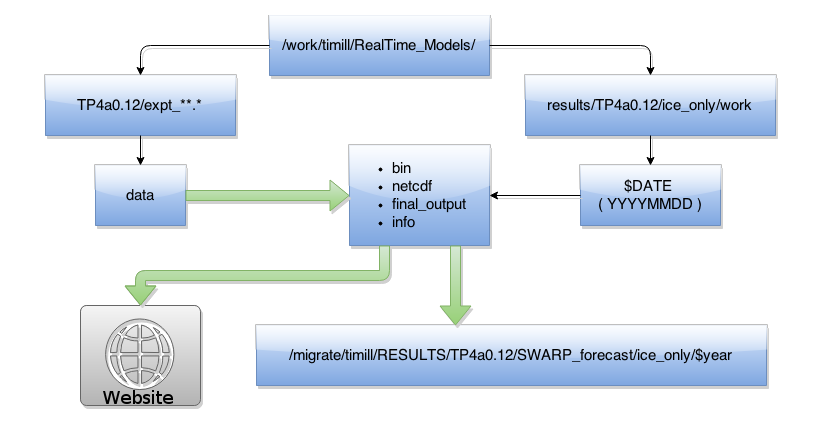 /work/timill/RealTime_Models/
TP4a0.12/expt_**.*
results/TP4a0.12/ice_only/work
data
• bin
• netcdf
• final_output
• info
$DATE
( YYYYMMDD )
Website
/migrate/timill/RESULTS/TP4a0.12/SWARP_forecast/ice_only/$year